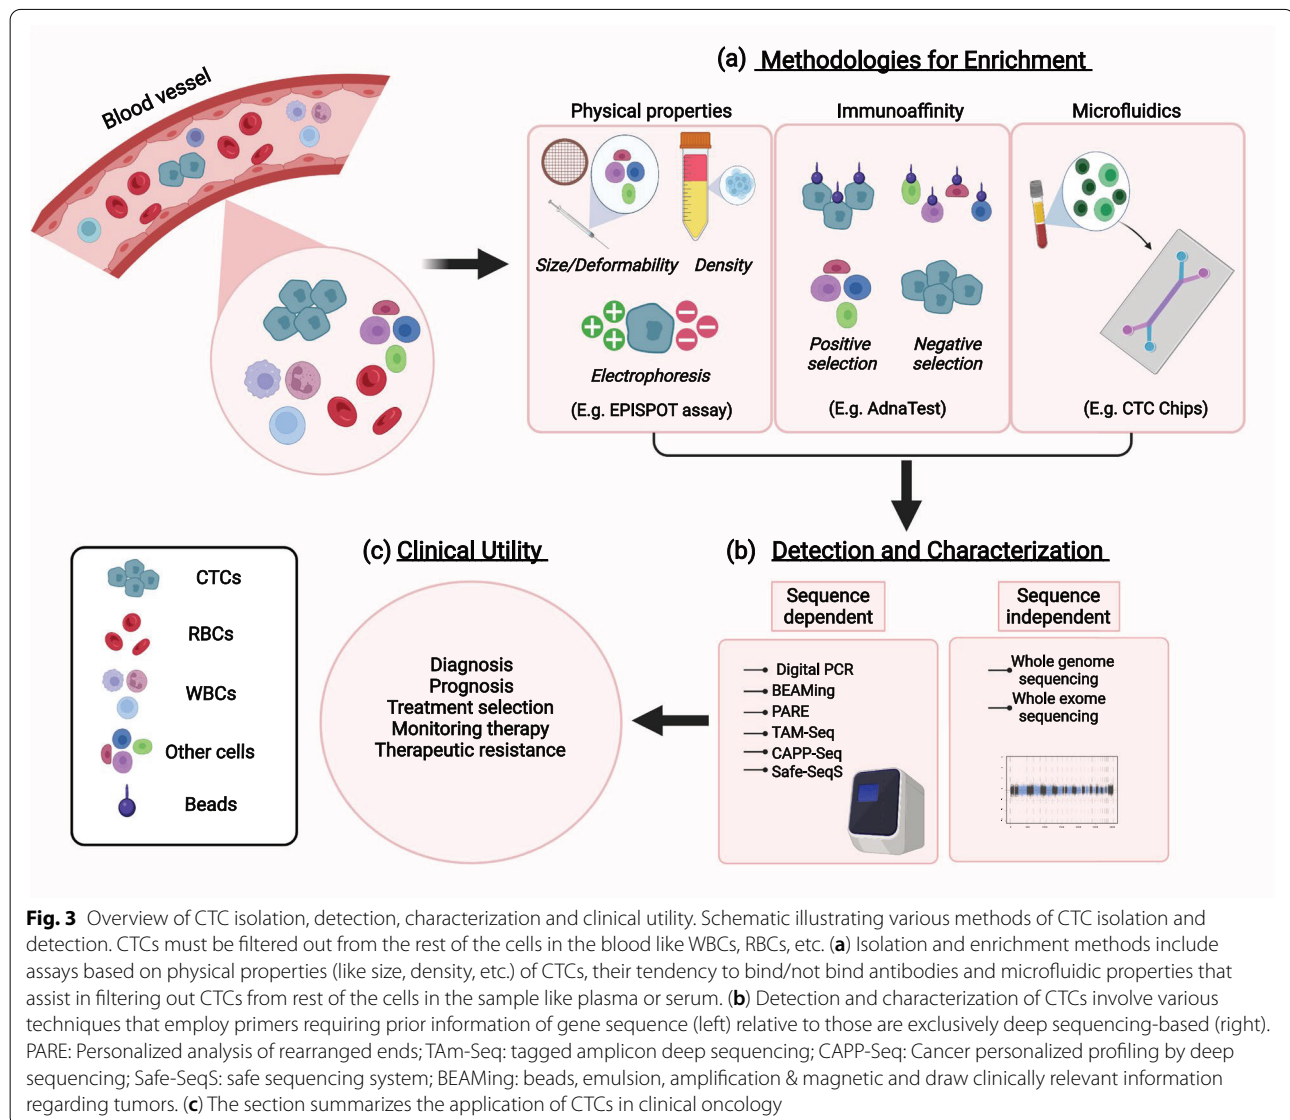 Blood vessel
(a) Methodologies for Enrichment
Physical properties
Size/Deformability
Density
Electrophoresis
(E.g. EPISPOT assay)
Immunoaffinity
Positive
selection
Negative
selection
(E.g. AdnaTest)
Microfluidics
(E.g. CTC Chips)
(b) Detection and Characterization
Sequence
dependent
Digital PCR
BEAMing
PARE
TAM-Seq
CAPP-Seq
Safe-SeqS
Sequence
independent
Whole genome
sequencing
Whole exome
sequencing
(c) Clinical Utility
Diagnosis
Prognosis
Treatment selection
Monitoring therapy
Therapeutic resistance
CTCs
RBCs
WBCs
Other cells
Beads
Fig. 3 Overview of CTC isolation, detection, characterization and clinical utility. Schematic illustrating various methods of CTC isolation and
detection. CTCs must be filtered out from the rest of the cells in the blood like WBCs, RBCs, etc. (a) Isolation and enrichment methods include
assays based on physical properties (like size, density, etc.) of CTCs, their tendency to bind/not bind antibodies and microfluidic properties that
assist in filtering out CTCs from rest of the cells in the sample like plasma or serum. (b) Detection and characterization of CTCs involve various
techniques that employ primers requiring prior information of gene sequence (left) relative to those are exclusively deep sequencing-based (right).
PARE: Personalized analysis of rearranged ends; TAm-Seq: tagged amplicon deep sequencing; CAPP-Seq: Cancer personalized profiling by deep
sequencing; Safe-SeqS: safe sequencing system; BEAMing: beads, emulsion, amplification & magnetic and draw clinically relevant information
regarding tumors. (c) The section summarizes the application of CTCs in clinical oncology